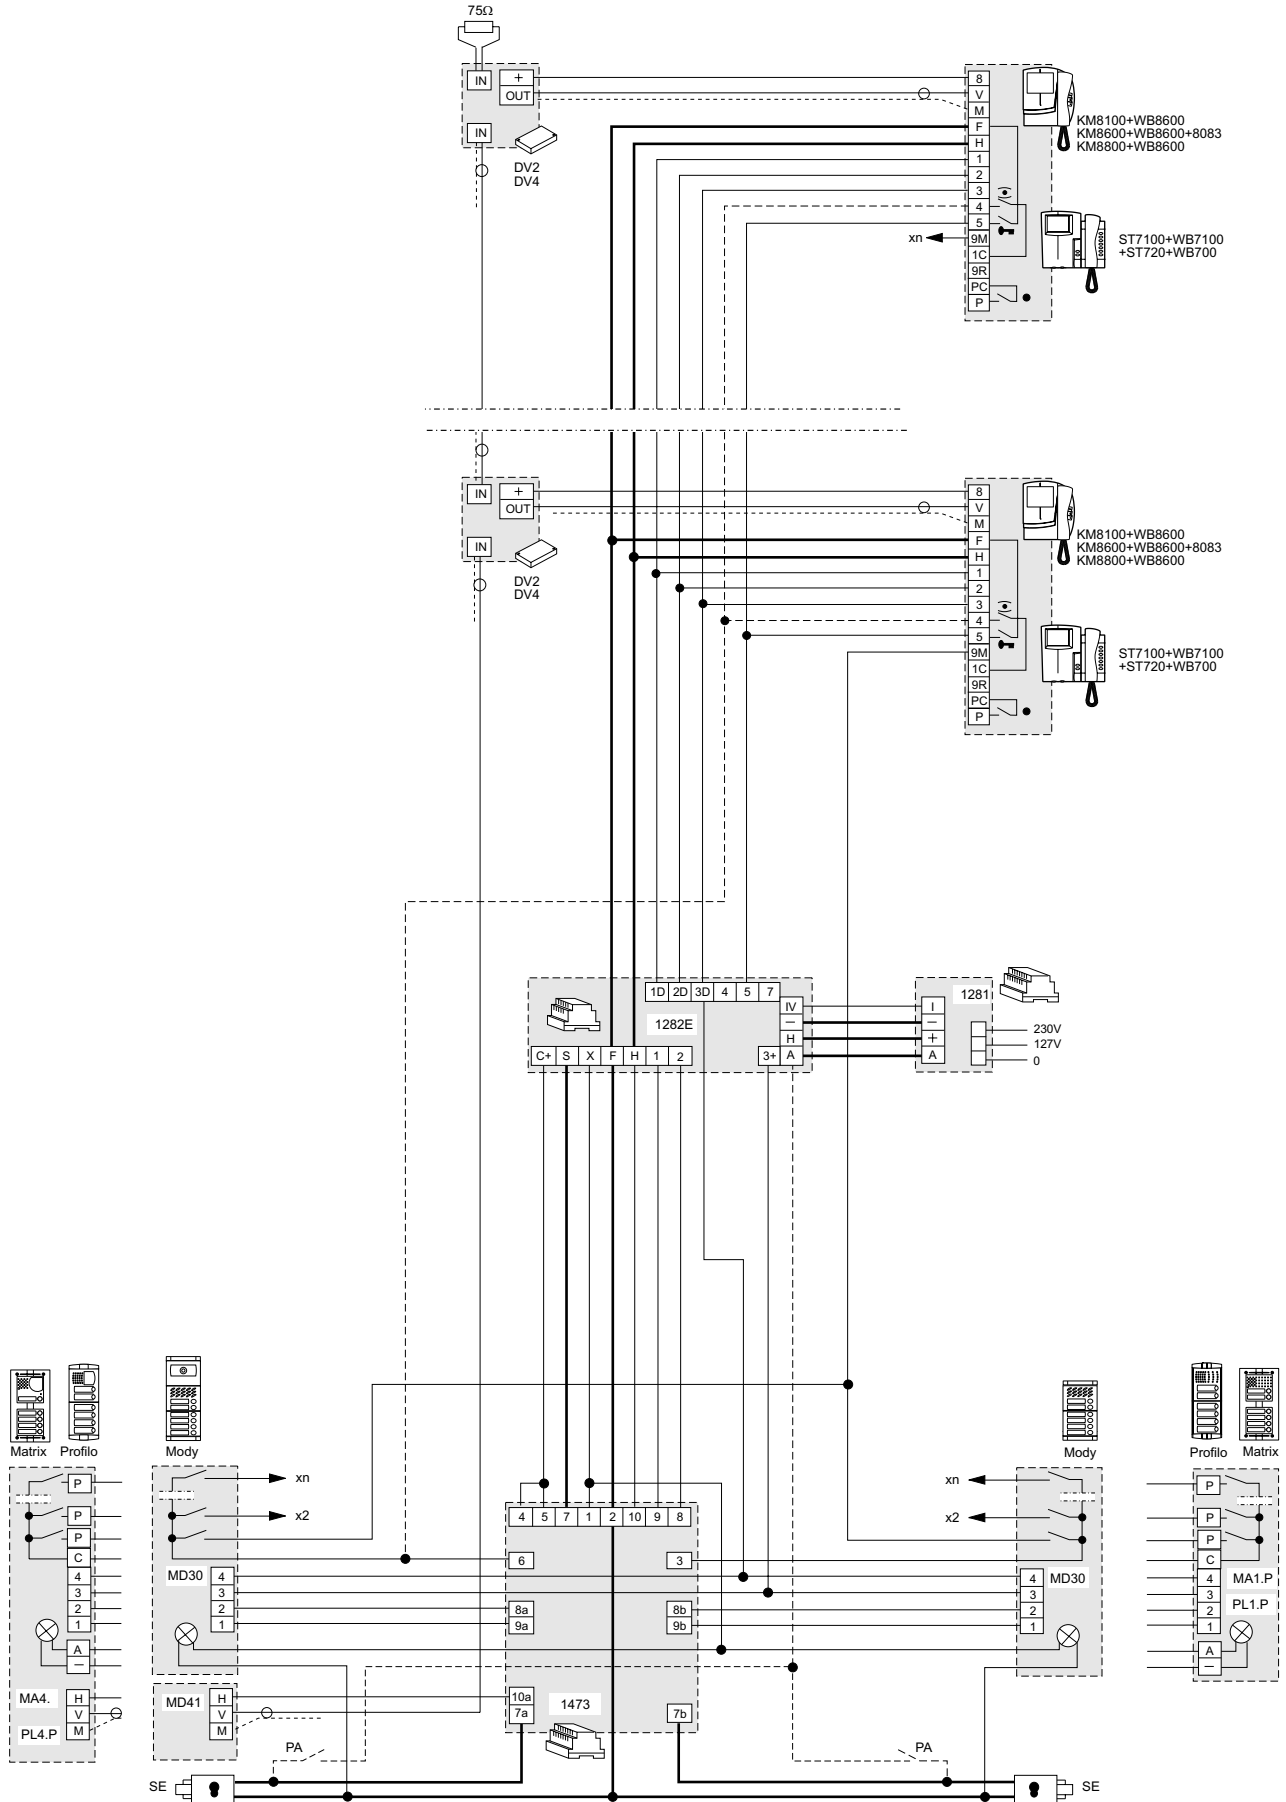 75Ω
IN
+
OUT
IN
DV2
DV4
8
V
M
F
H
1
2
3
4
5
9M
1C
9R
PC
P
xn
KM8100+WB8600
KM8600+WB8600+8083
KM8800+WB8600
ST7100+WB7100
+ST720+WB700
IN
+
OUT
IN
DV2
DV4
8
V
M
F
H
1
2
3
4
5
9M
1C
9R
PC
P
KM8100+WB8600
KM8600+WB8600+8083
KM8800+WB8600
ST7100+WB7100
+ST720+WB700
1D 2D 3D 4 5 7
1282E
IV
—
H
3+ A
C+ S X F H 1 2
1281
I
—
+
A
230V
127V
0
Matrix Profilo
Mody
Mody
Profilo Matrix
P
P
P
C
4
3
2
1
A
—
MA4.
PL4.P
H
V
M
xn
x2
MD30
4
3
2
1
MD41
H
V
M
4 5 7 1 2 10 9 8
6
3
8a
9a
8b
9b
10a
7a
1473
7b
xn
x2
MD30
4
3
2
1
P
P
P
C
4
3
2
1
A
—
MA1.P
PL1.P
PA
PA
SE
SE